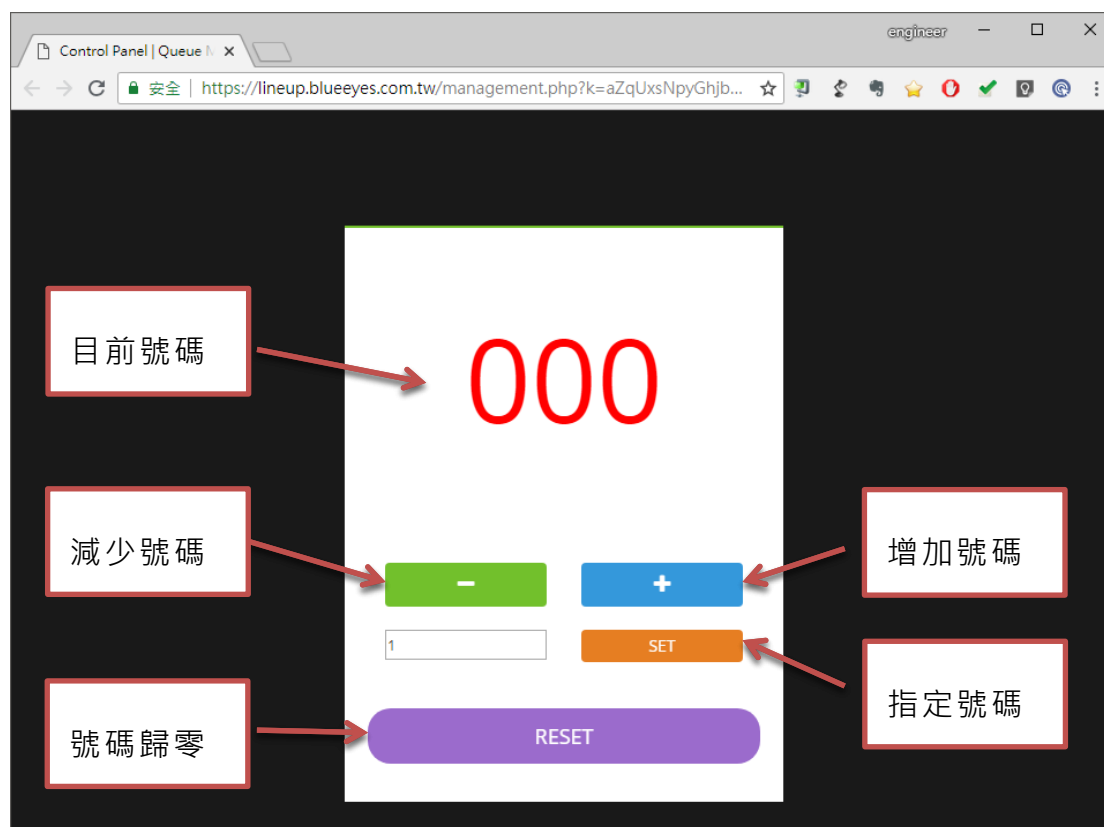 engineer
Control Panel | Queue M
安全 | https://lineup.blueeyes.com.tw/management.php?k=aZqUxsNpyGhjb...
目前號碼
000
減少號碼
增加號碼
− +
1 SET
指定號碼
號碼歸零
RESET